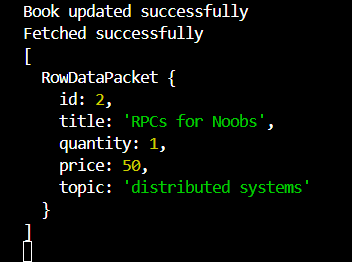 Book updated successfully
Fetched successfully
[
  RowDataPacket {
    id: 2,
    title: 'RPCs for Noobs',
    quantity: 1,
    price: 50,
    topic: 'distributed systems'
  }
]